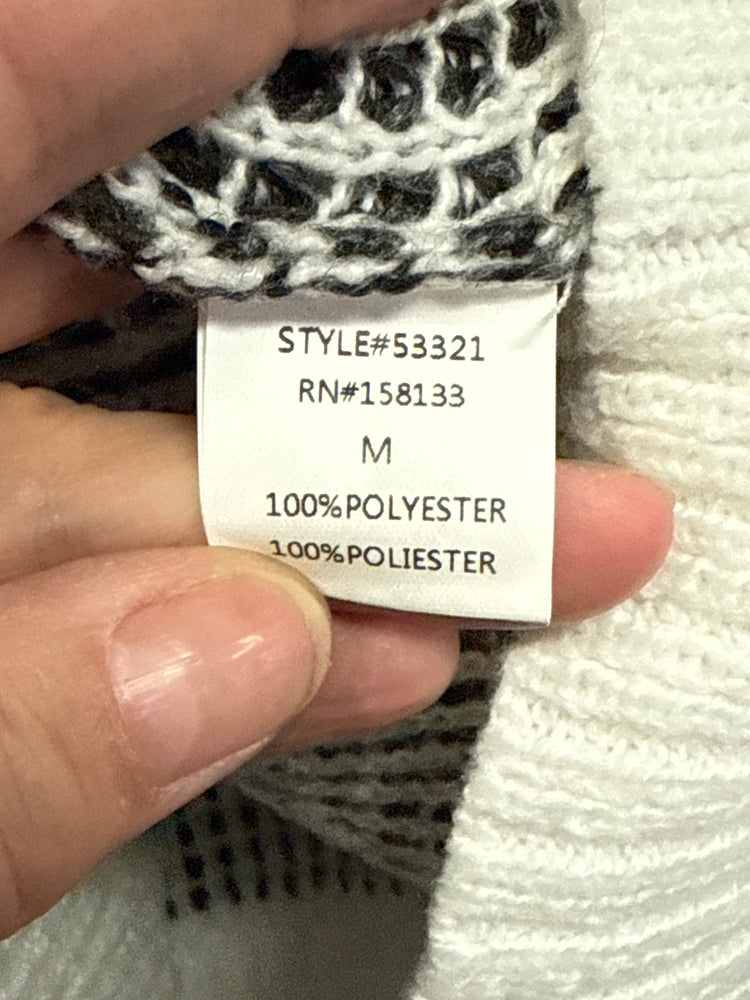 STYLE#53321
RN#158133
M
100%POLYESTER
100%POLIESTER